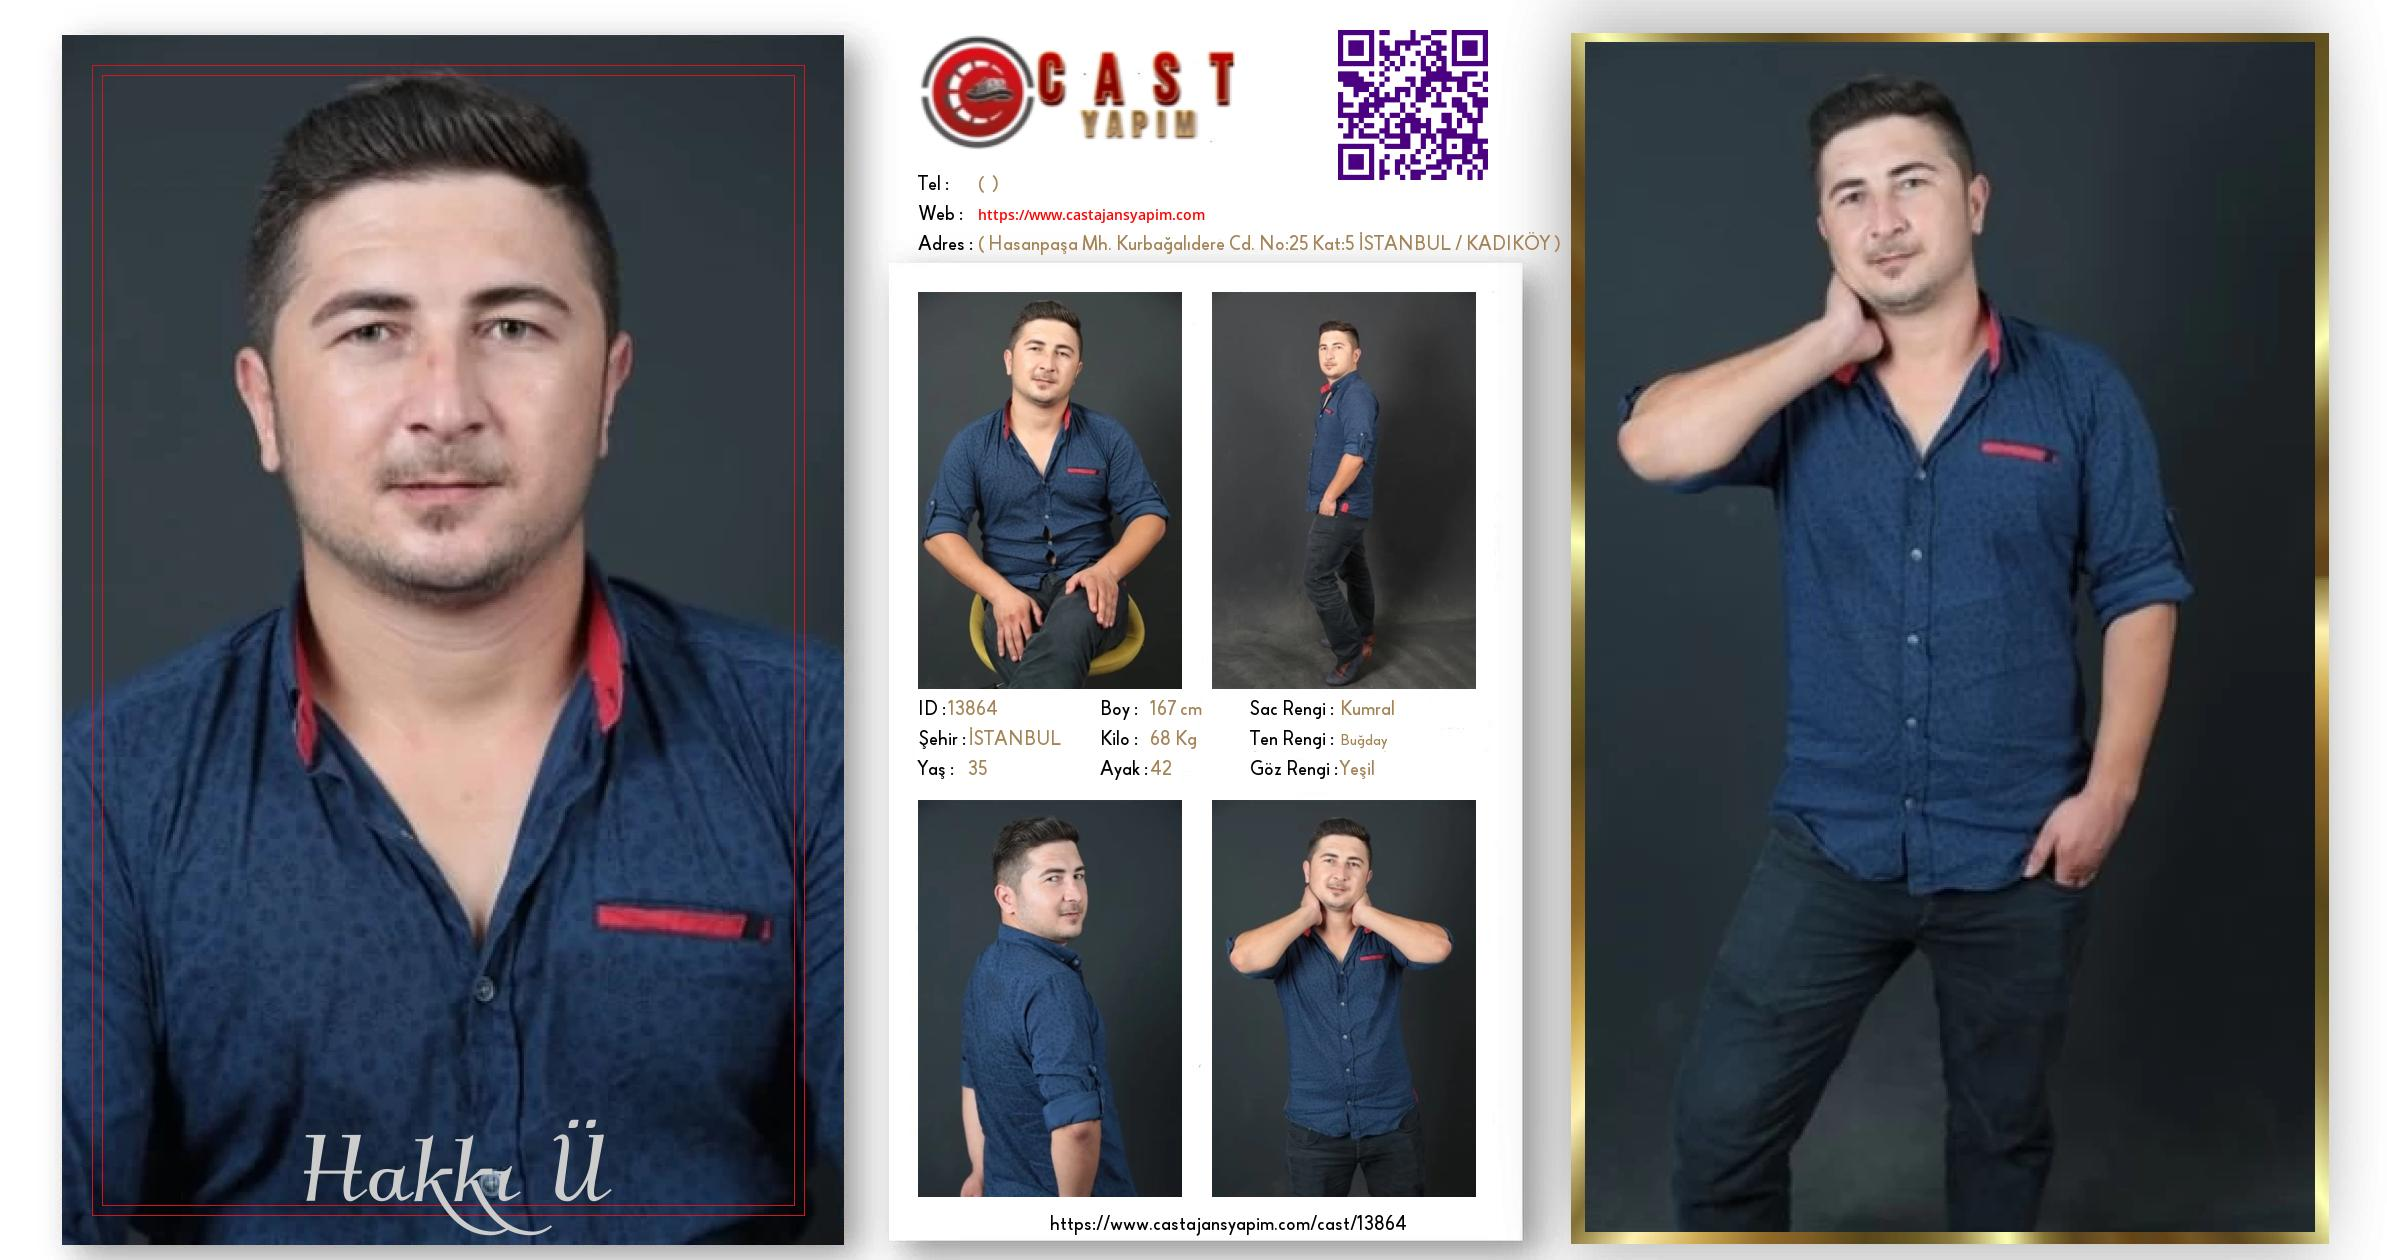 Hakkı Ü
CAST
YAPIM
Tel : ( )
Web : https://www.castajansyapim.com
Adres : ( Hasanpaşa Mh. Kurbağalıdere Cd. No:25 Kat:5 İSTANBUL / KADIKÖY )
ID : 13864 Boy : 167 cm Sac Rengi : Kumral
Şehir : İSTANBUL Kilo : 68 Kg Ten Rengi : Buğday
Yaş : 35 Ayak : 42 Göz Rengi : Yeşil
https://www.castajansyapim.com/cast/13864